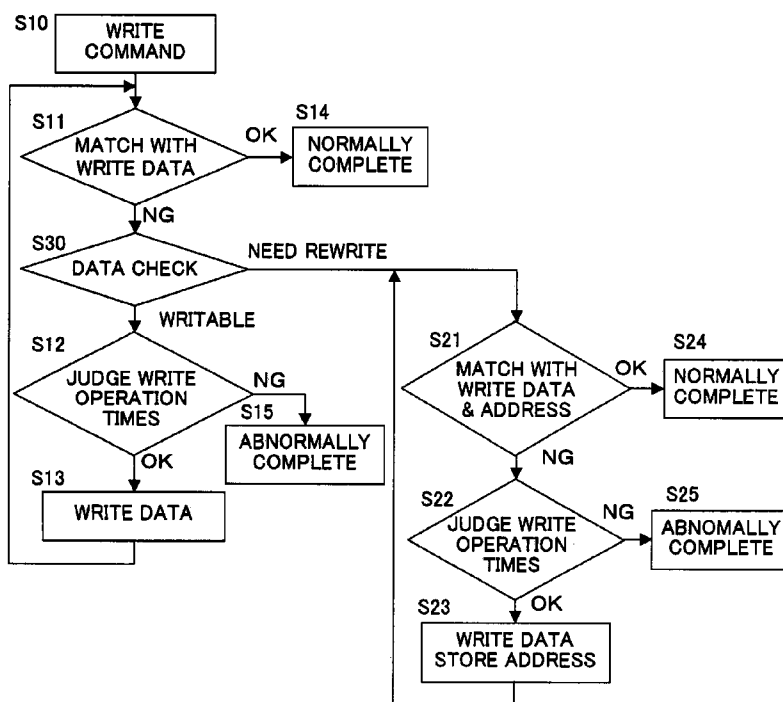 S10
WRITE
COMMAND
S11
MATCH WITH
WRITE DATA
OK
S14
NORMALLY
COMPLETE
NG
S30
DATA CHECK
NEED REWRITE
WRITABLE
S12
JUDGE WRITE
OPERATION
TIMES
NG
S15
ABNORMALLY
COMPLETE
OK
S13
WRITE DATA
S21
MATCH WITH
WRITE DATA
& ADDRESS
OK
S24
NORMALLY
COMPLETE
NG
S22
JUDGE WRITE
OPERATION
TIMES
NG
S25
ABNOMALLY
COMPLETE
OK
S23
WRITE DATA
STORE ADDRESS